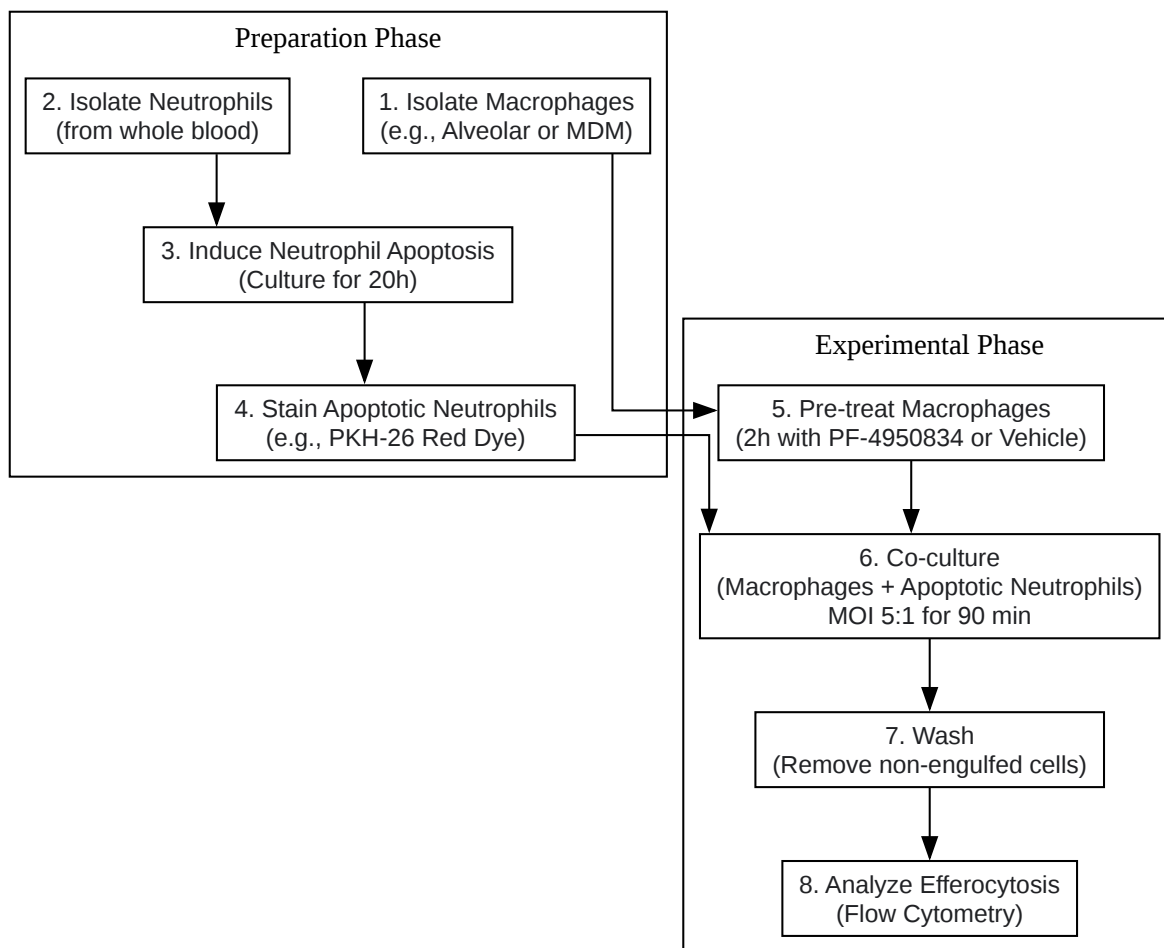 Preparation Phase
2. Isolate Neutrophils
(from whole blood)
1. Isolate Macrophages
(e.g., Alveolar or MDM)
3. Induce Neutrophil Apoptosis
(Culture for 20h)
4. Stain Apoptotic Neutrophils
(e.g., PKH-26 Red Dye)
Experimental Phase
5. Pre-treat Macrophages
(2h with PF-4950834 or Vehicle)
6. Co-culture
(Macrophages + Apoptotic Neutrophils)
MOI 5:1 for 90 min
7. Wash
(Remove non-engulfed cells)
8. Analyze Efferocytosis
(Flow Cytometry)